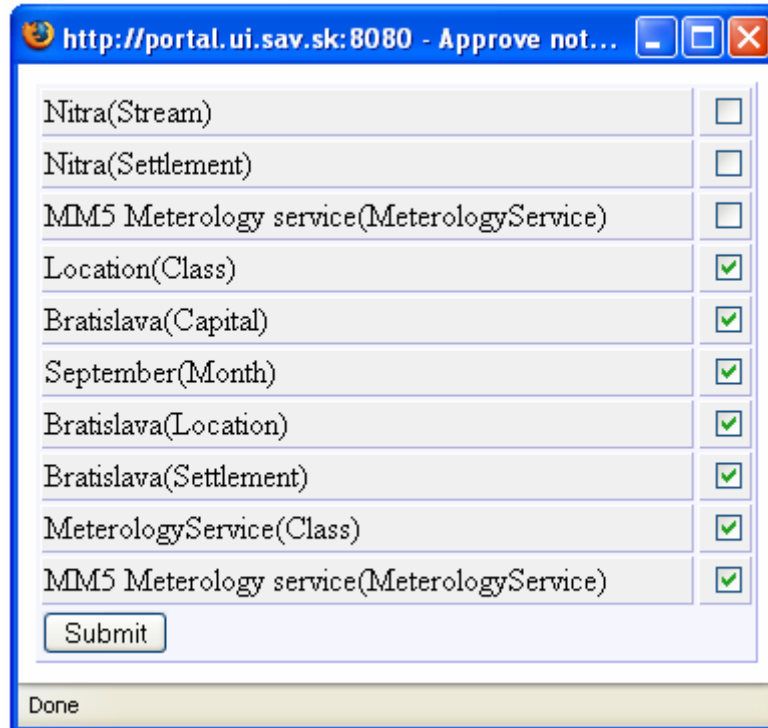 http://portal.ui.sav.sk:8080 - Approve not...
Nitra(Stream)
Nitra(Settlement)
MM5 Meterology service(MeterologyService)
Location(Class)
Bratislava(Capital)
September(Month)
Bratislava(Location)
Bratislava(Settlement)
MeterologyService(Class)
MM5 Meterology service(MeterologyService)
Submit
Done